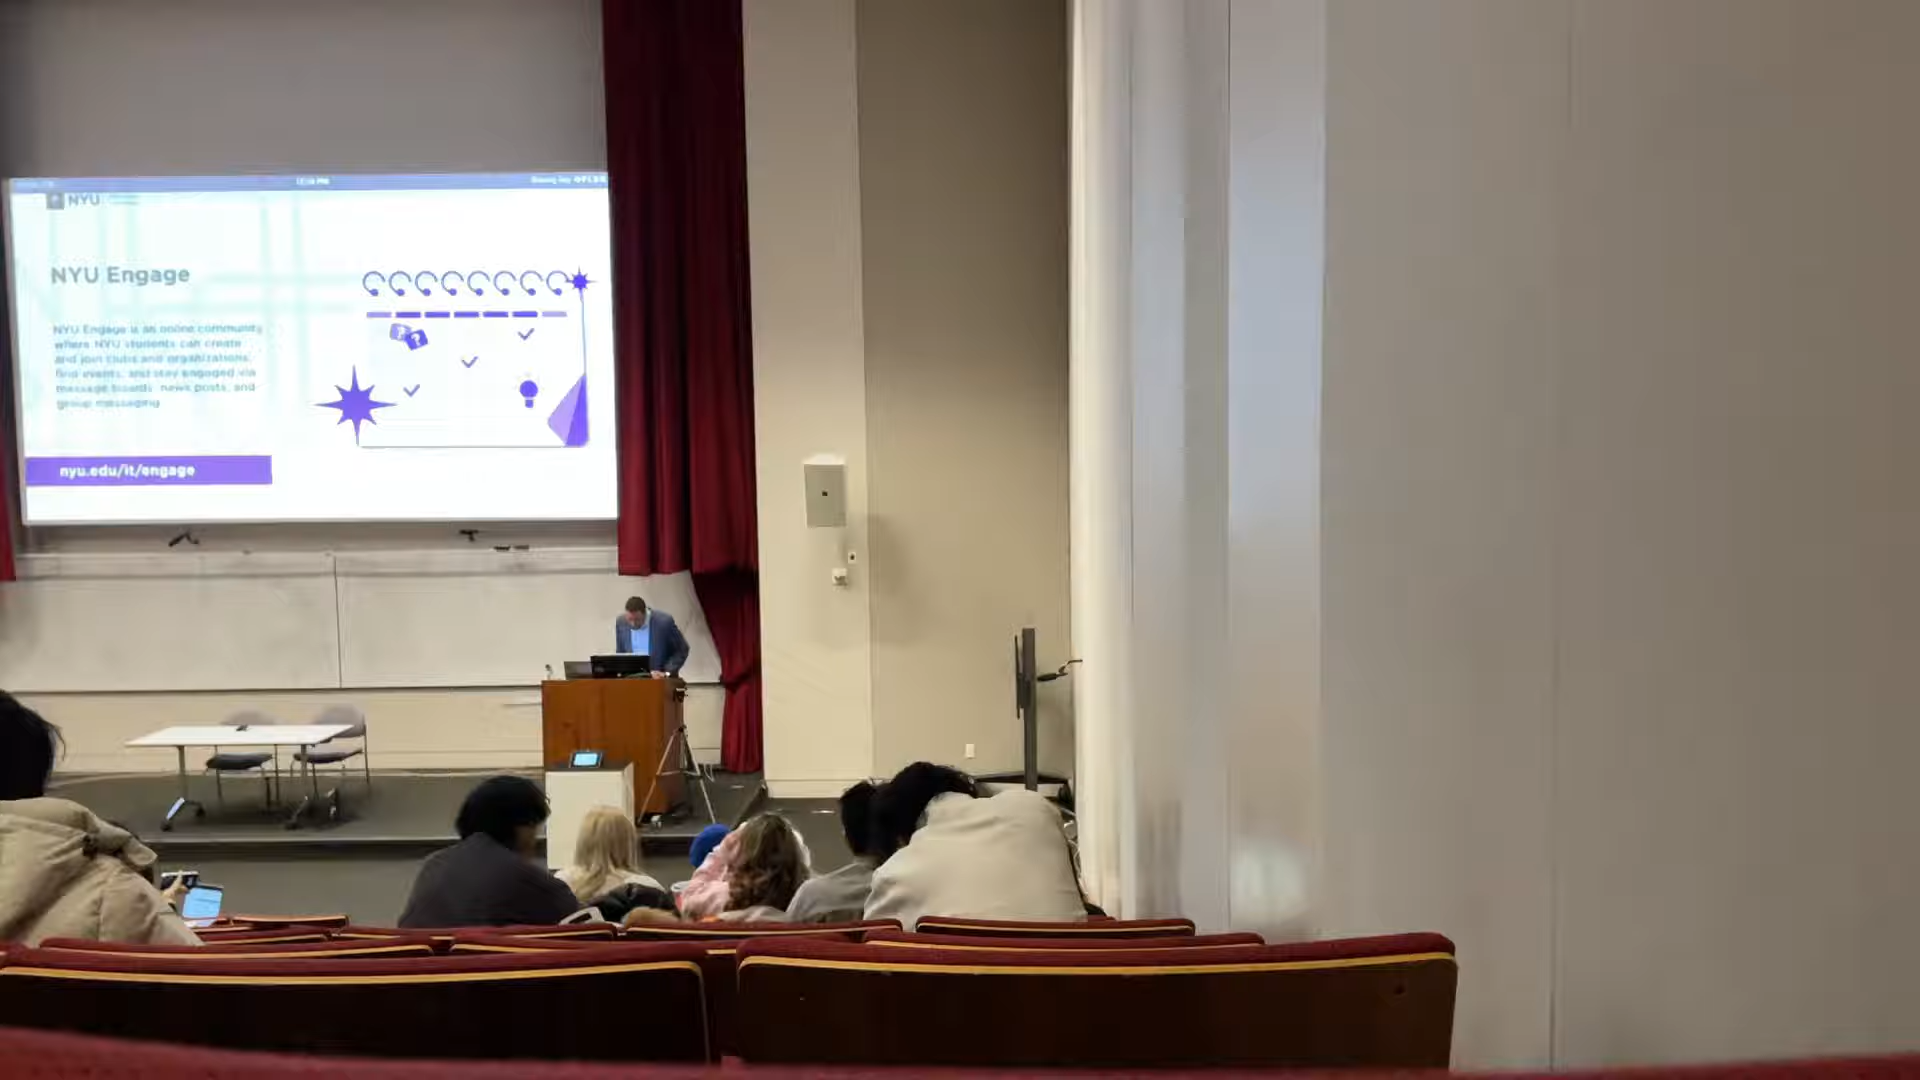 NYU
NYU Engage
NYU Engage is an online community
where NYU students can create
and join clubs and organizations,
find events, and stay engaged via
message boards, news posts, and
group messaging.
nyu.edu/it/engage
? ?